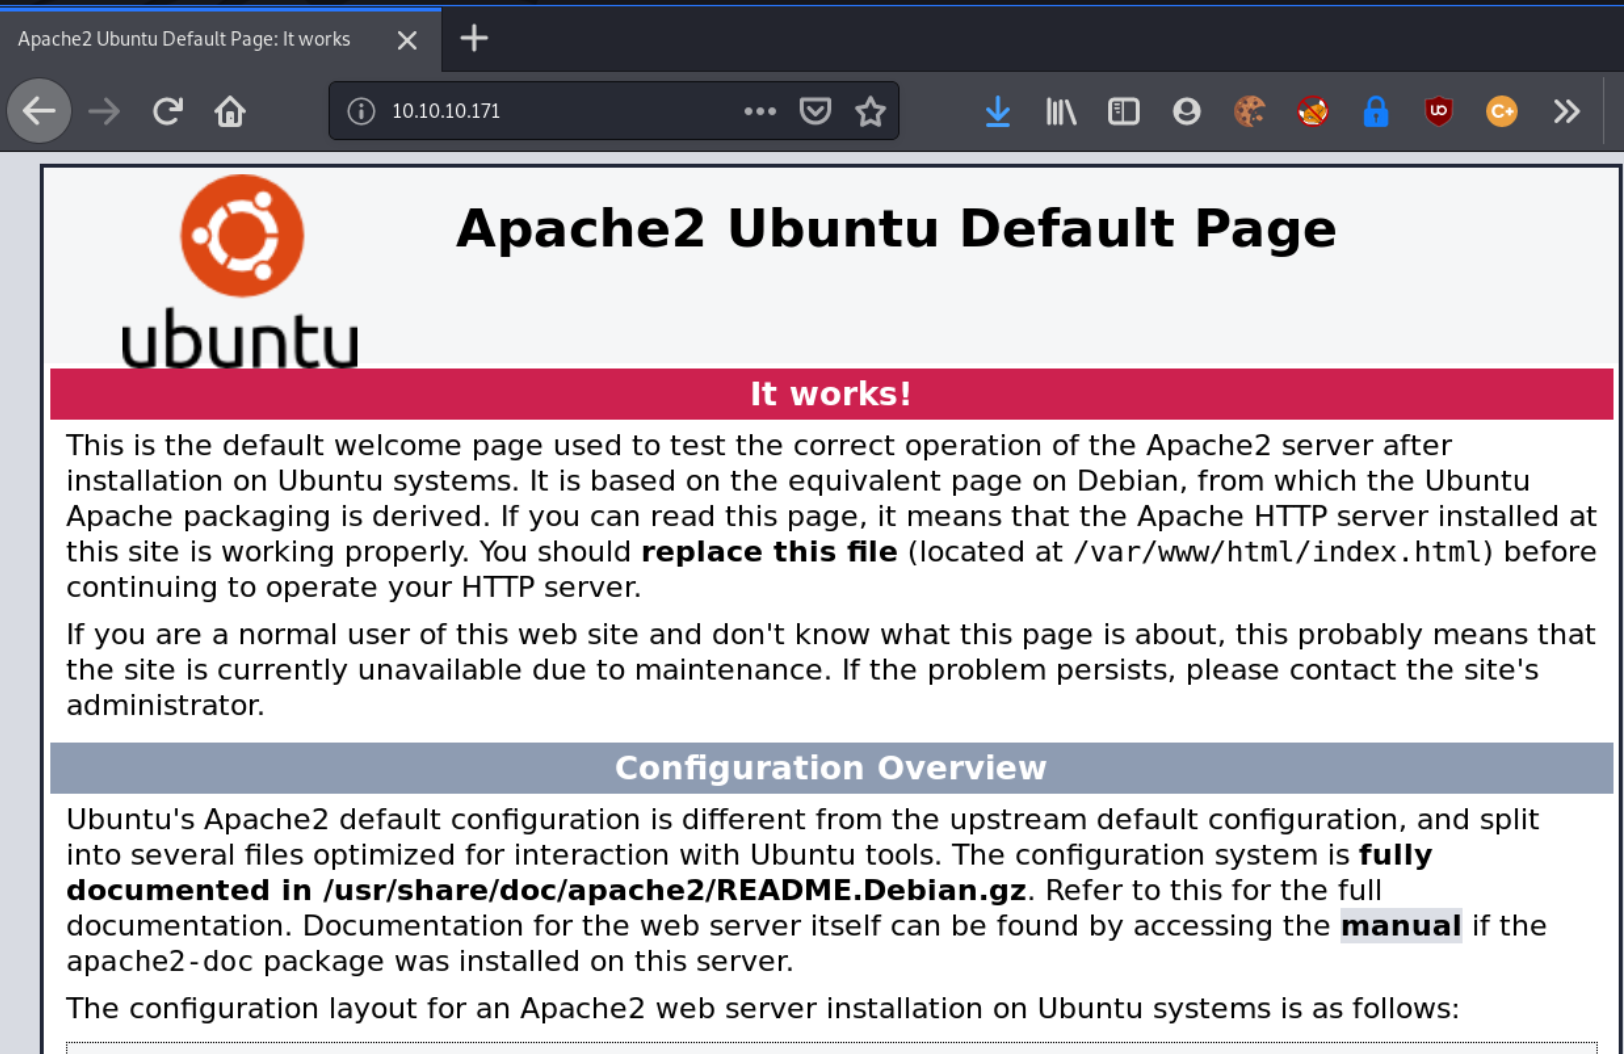 Apache2 Ubuntu Default Page: It works
10.10.10.171
UD
C+
ubuntu
Apache2 Ubuntu Default Page
It works!
This is the default welcome page used to test the correct operation of the Apache2 server after
installation on Ubuntu systems. It is based on the equivalent page on Debian, from which the Ubuntu
Apache packaging is derived. If you can read this page, it means that the Apache HTTP server installed at
this site is working properly. You should replace this file (located at /var/www/html/index.html) before
continuing to operate your HTTP server.
If you are a normal user of this web site and don't know what this page is about, this probably means that
the site is currently unavailable due to maintenance. If the problem persists, please contact the site's
administrator.
Configuration Overview
Ubuntu's Apache2 default configuration is different from the upstream default configuration, and split
into several files optimized for interaction with Ubuntu tools. The configuration system is fully
documented in /usr/share/doc/apache2/README.Debian.gz. Refer to this for the full
documentation. Documentation for the web server itself can be found by accessing the manual if the
apache2-doc package was installed on this server.
The configuration layout for an Apache2 web server installation on Ubuntu systems is as follows: